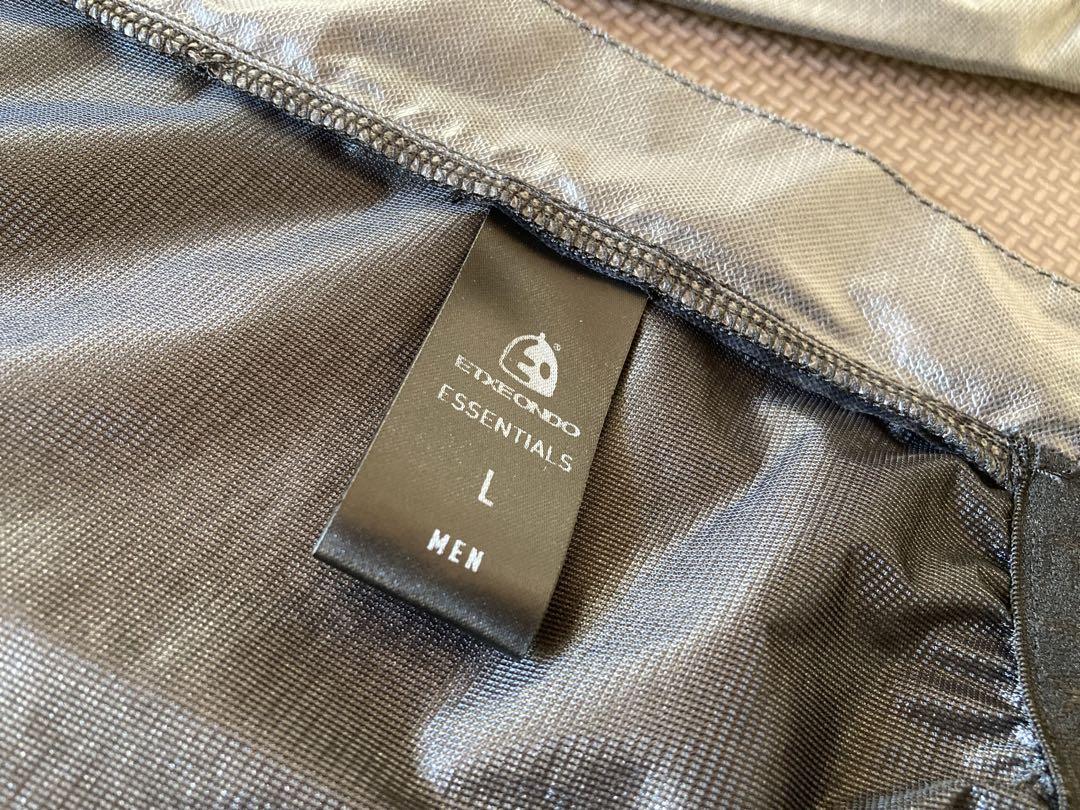 ®
ETXEONDO
ESSENTIALS
L
MEN